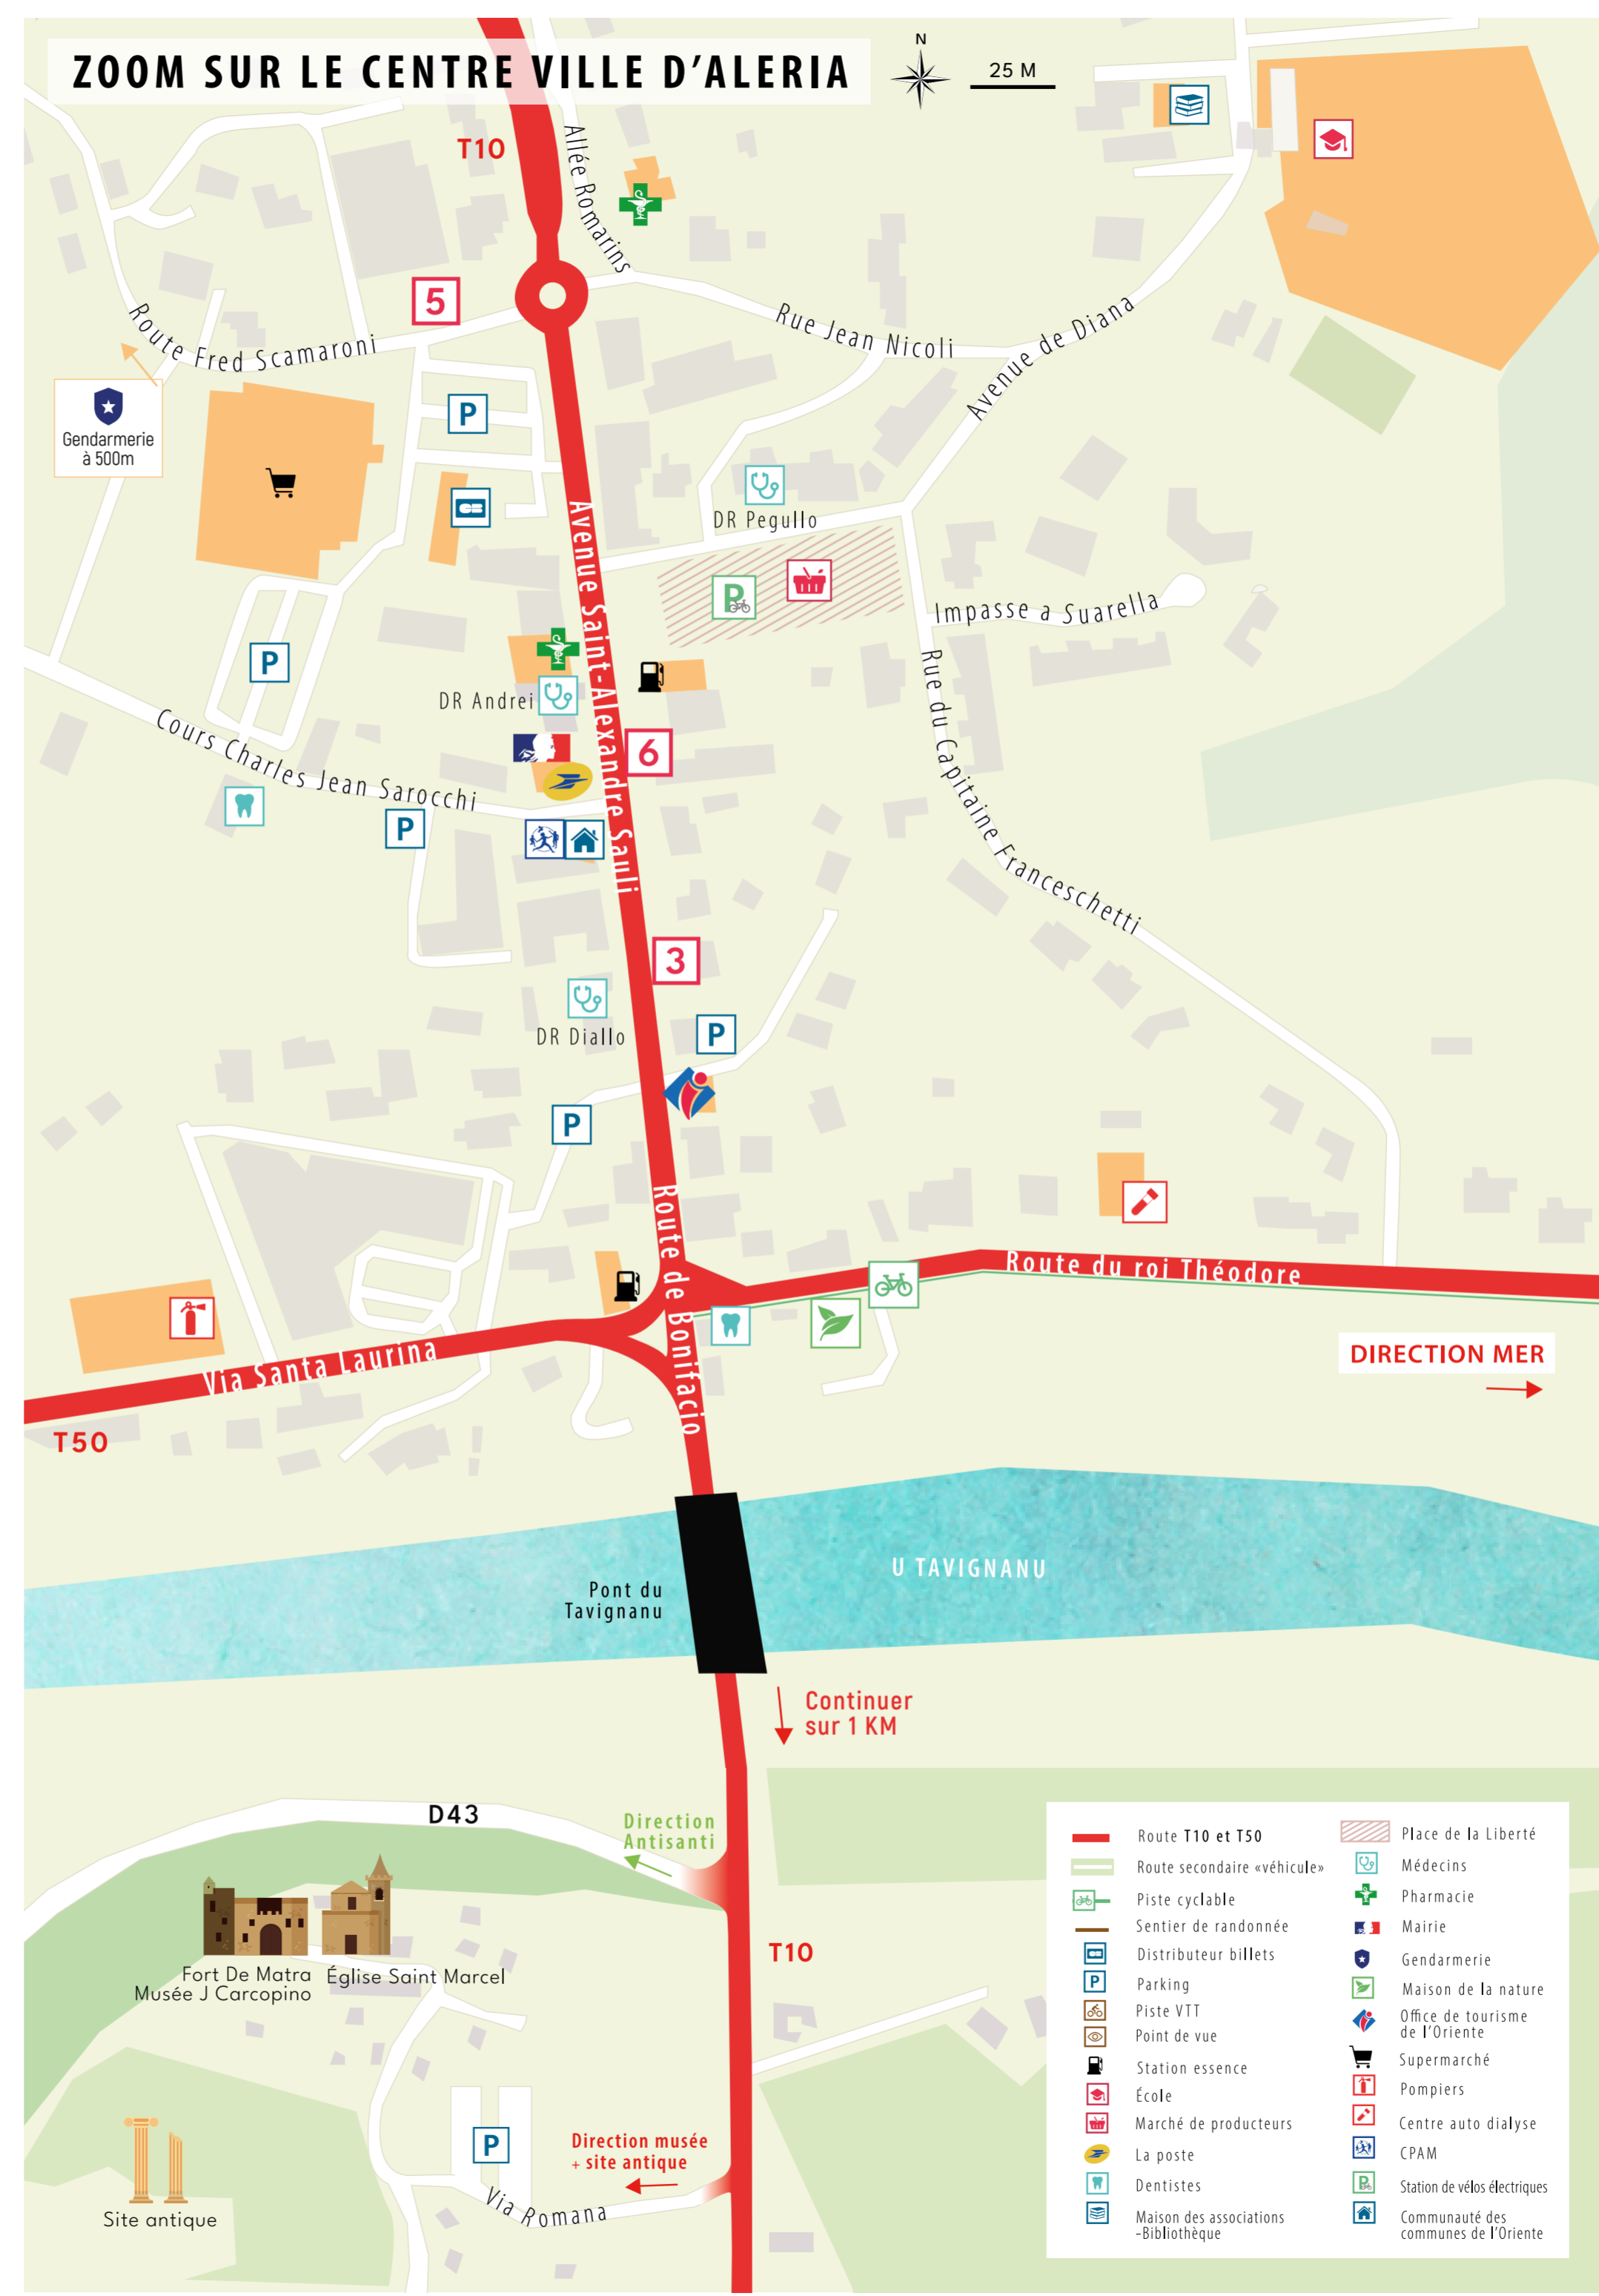 ZOOM SUR LE CENTRE VILLE D'ALERIA
N
25 M
T10
Allée Romarins
5
Rue Jean Nicoli
Avenue de Diana
Route Fred Scamaroni
Gendarmerie
à 500m
P
DR Pegullo
Avenue Saint-Alexandre Sauli
P
Impasse a Suarella
P
DR Andrei
Rue du Capitaine Franceschetti
Cours Charles Jean Sarocchi
6
P
3
DR Diallo
P
P
Route de Bonifacio
Route du roi Théodore
Via Santa Laurina
T50
DIRECTION MER
U TAVIGNANU
Pont du
Tavignanu
Continuer
sur 1 KM
D43
Direction
Antisanti
T10
Fort De Matra
Musée J Carcopino
Église Saint Marcel
P
Direction musée
+ site antique
Via Romana
Site antique
Route T10 et T50
Route secondaire «véhicule»
Piste cyclable
Sentier de randonnée
Distributeur billets
P
Parking
Piste VTT
Point de vue
Station essence
École
Marché de producteurs
La poste
Dentistes
Maison des associations
-Bibliothèque
Place de la Liberté
Médecins
Pharmacie
Mairie
Gendarmerie
Maison de la nature
Office de tourisme
de l'Oriente
Supermarché
Pompiers
Centre auto dialyse
CPAM
P
Station de vélos électriques
Communauté des
communes de l'Oriente